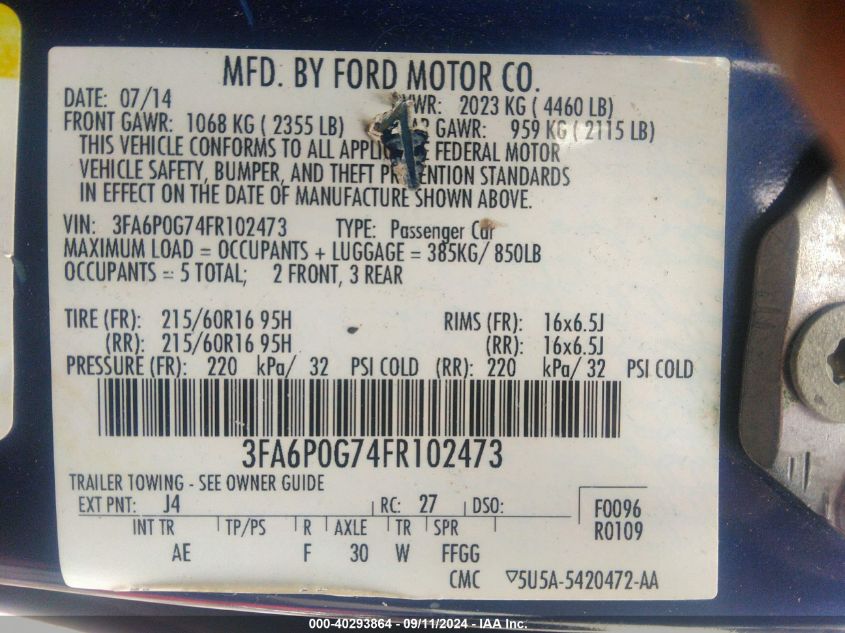 MFD. BY FORD MOTOR CO.
DATE: 07/14 WR: 2023 KG ( 4460 LB)
FRONT GAWR: 1068 KG ( 2355 LB) GAWR: 959 KG ( 2115 LB)
THIS VEHICLE CONFORMS TO ALL FEDERAL MOTOR
VEHICLE SAFETY, BUMPER, AND THEFT STANDARDS
IN EFFECT ON THE DATE OF MANUFACTURE SHOWN ABOVE.
VIN: 3FA6P0G74FR102473 TYPE: Passenger Car
MAXIMUM LOAD = OCCUPANTS + LUGGAGE = 385KG/ 850LB
OCCUPANTS = 5 TOTAL; 2 FRONT, 3 REAR
TIRE (FR): 215/60R16 95H RIMS (FR): 16x6.5J
(RR): 215/60R16 95H (RR): 16x6.5J
PRESSURE (FR): 220 kPa/ 32 PSI COLD (RR): 220 kPa/ 32 PSI COLD
3FA6P0G74FR102473
TRAILER TOWING - SEE OWNER GUIDE
EXT PNT: J4 RC: 27 DSO: F0096
R0109
INT TR TP/PS R AXLE TR SPR
AE F 30 W FFGG
CMC ▽5U5A-5420472-AA
000-40293864 - 09/11/2024 - IAA Inc.